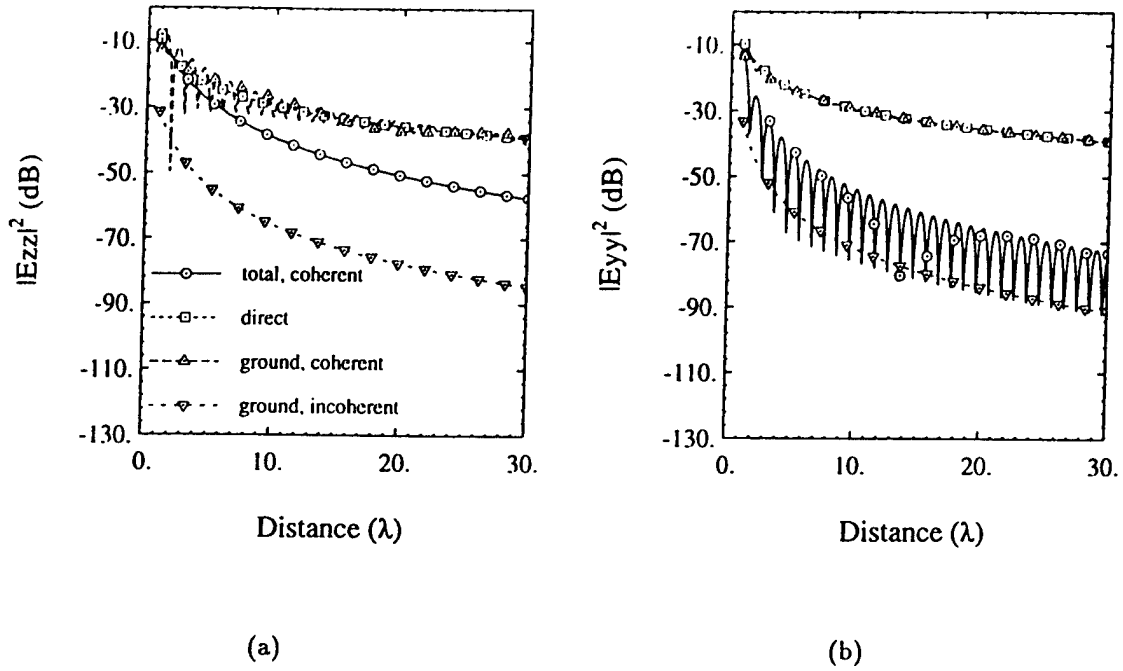 |Ezz|² (dB)
-10.
-30.
-50.
-70.
-90.
-110.
-130.
0.
10.
20.
30.
total, coherent
direct
ground, coherent
ground, incoherent
Distance (λ)
(a)
|Eyy|² (dB)
-10.
-30.
-50.
-70.
-90.
-110.
-130.
0.
10.
20.
30.
Distance (λ)
(b)